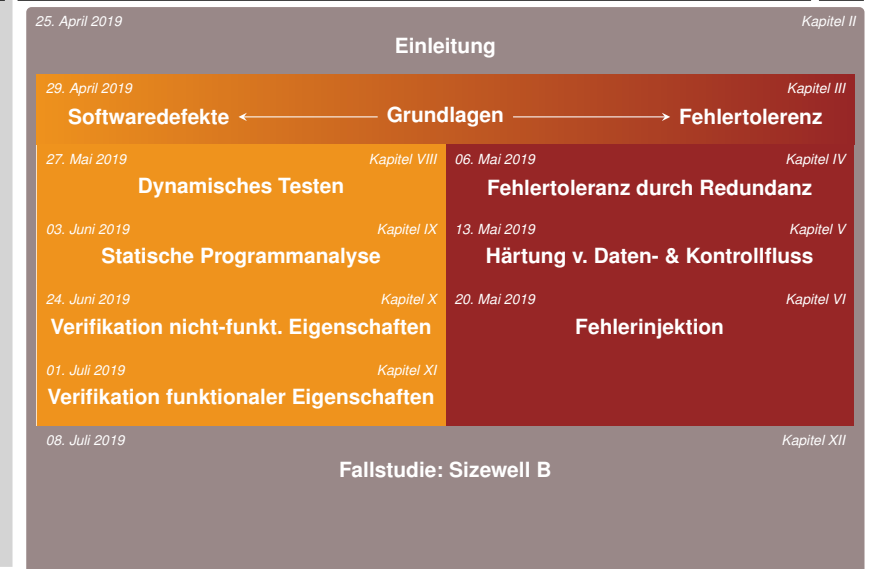 25. April 2019 Kapitel II
Einleitung
29. April 2019 Kapitel III
Softwaredefekte Grundlagen Fehlertolerenz
27. Mai 2019 Kapitel VIII
Dynamisches Testen
03. Juni 2019 Kapitel IX
Statische Programmanalyse
24. Juni 2019 Kapitel X
Verifikation nicht-funkt. Eigenschaften
01. Juli 2019 Kapitel XI
Verifikation funktionaler Eigenschaften
06. Mai 2019 Kapitel IV
Fehlertoleranz durch Redundanz
13. Mai 2019 Kapitel V
Härtung v. Daten- & Kontrollfluss
20. Mai 2019 Kapitel VI
Fehlerinjektion
08. Juli 2019 Kapitel XII
Fallstudie: Sizewell B